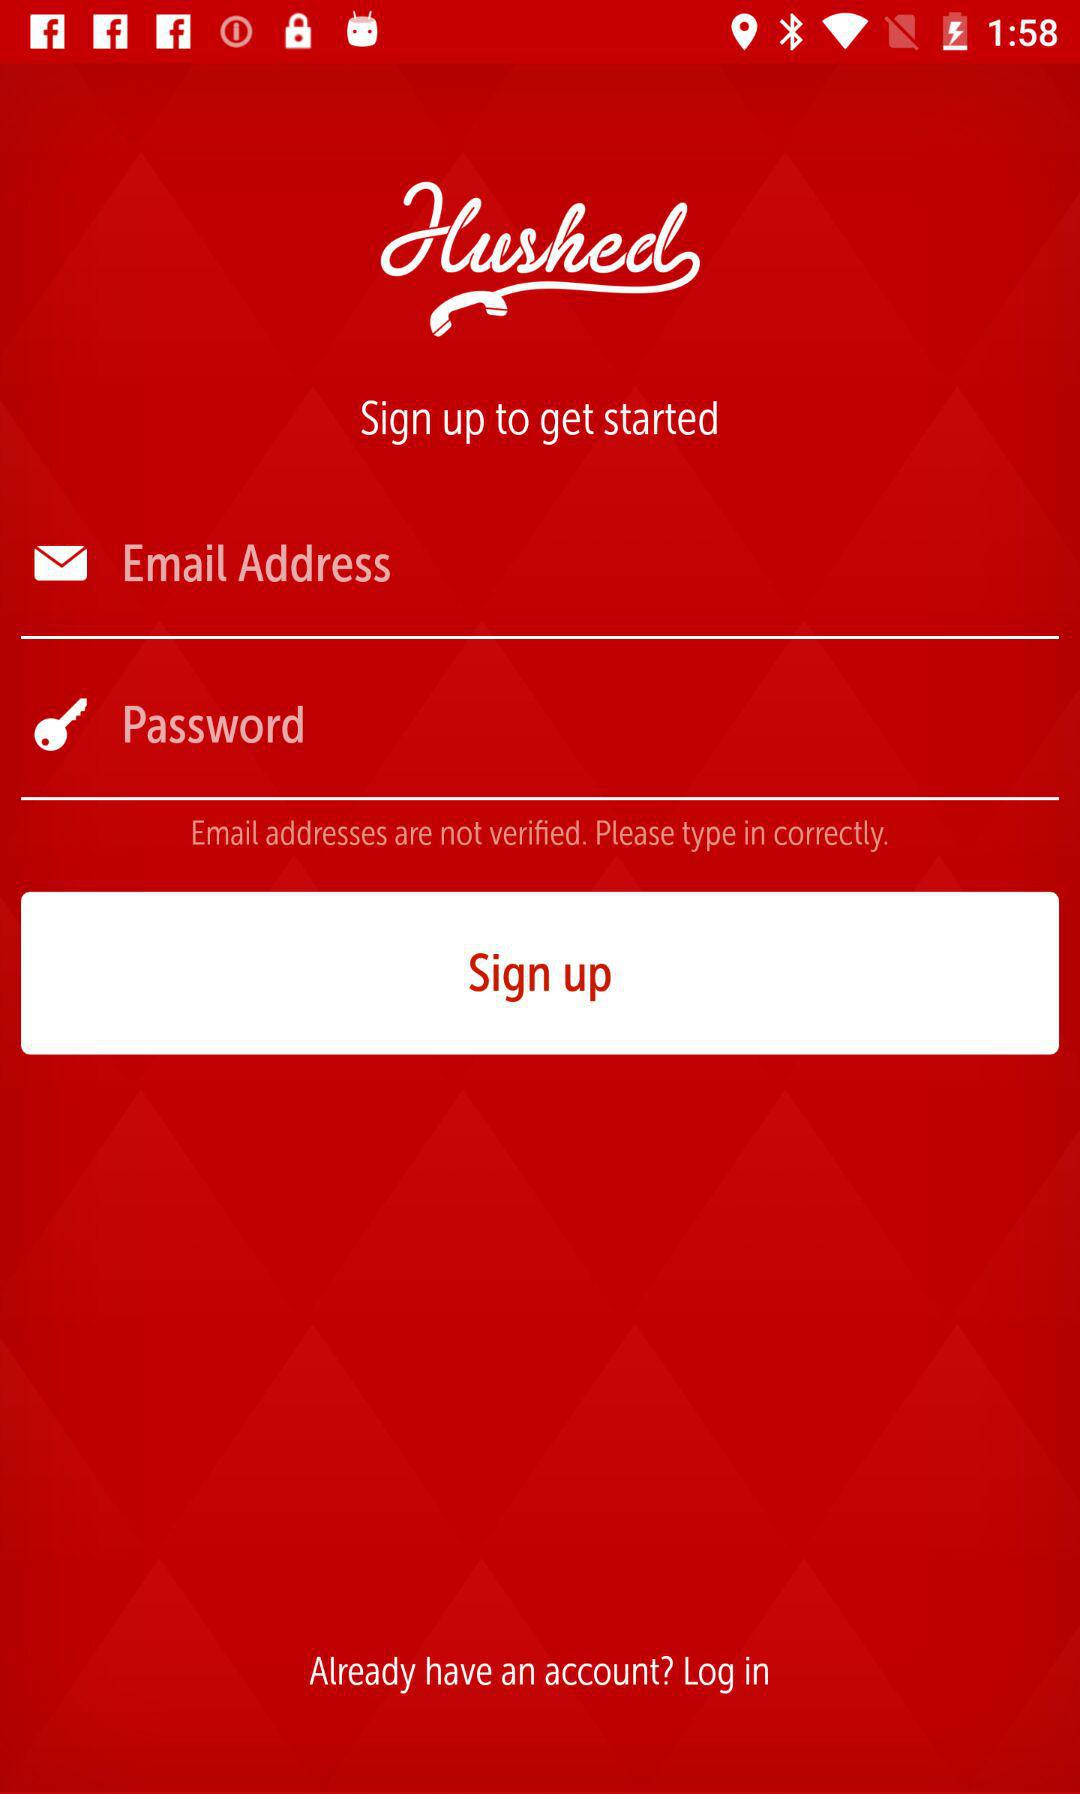 1:58
Hushed
Sign up to get started
Email Address
Password
Email addresses are not verified. Please type in correctly.
Sign up
Already have an account? Log in